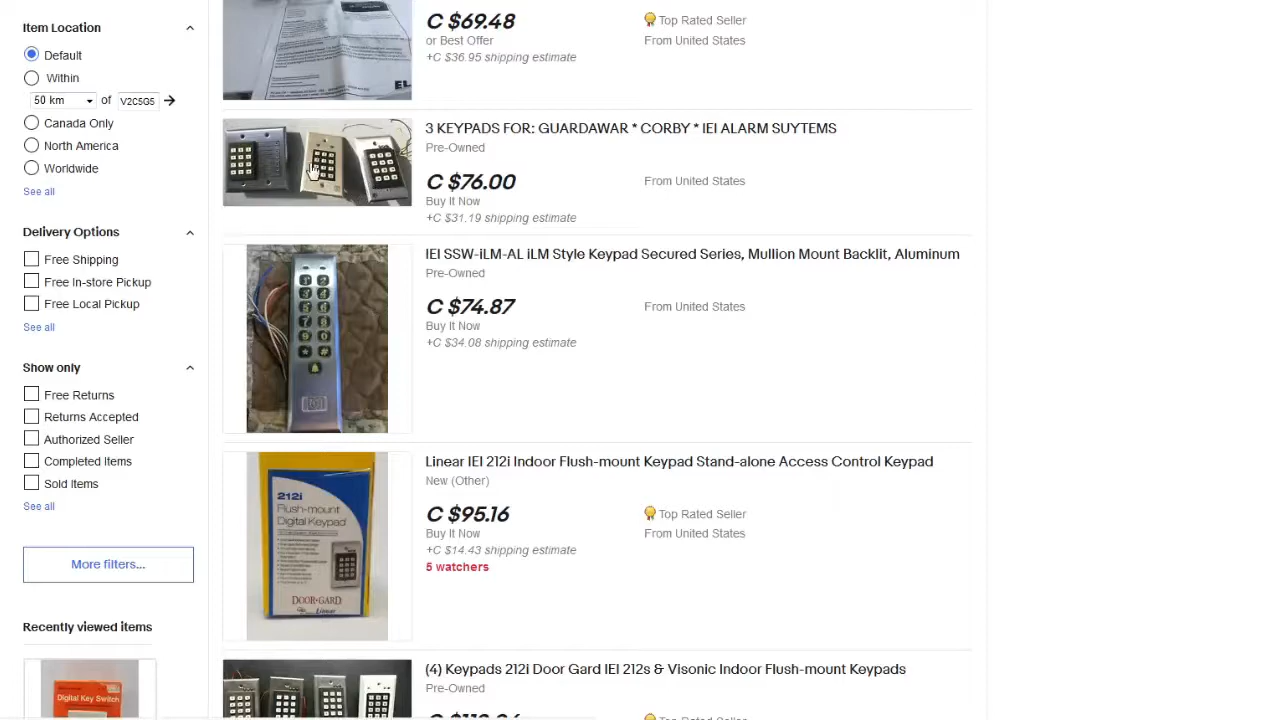 Item Location
Default
Within
50 km of V2C5G5
Canada Only
North America
Worldwide
See all
Delivery Options
Free Shipping
Free In-store Pickup
Free Local Pickup
See all
Show only
Free Returns
Returns Accepted
Authorized Seller
Completed Items
Sold Items
See all
More filters...
Recently viewed items
Digital Key Switch
EL
C $69.48
Top Rated Seller
or Best Offer
From United States
+C $36.95 shipping estimate
3 KEYPADS FOR: GUARDAWAR * CORBY * IEI ALARM SUYTEMS
Pre-Owned
C $76.00
From United States
Buy It Now
+C $31.19 shipping estimate
IEI SSW-iLM-AL iLM Style Keypad Secured Series, Mullion Mount Backlit, Aluminum
Pre-Owned
C $74.87
From United States
Buy It Now
+C $34.08 shipping estimate
212i
Flush-mount
Digital Keypad
DOOR•GARD
Linear
Linear IEI 212i Indoor Flush-mount Keypad Stand-alone Access Control Keypad
New (Other)
C $95.16
Top Rated Seller
Buy It Now
From United States
+C $14.43 shipping estimate
5 watchers
(4) Keypads 212i Door Gard IEI 212s & Visonic Indoor Flush-mount Keypads
Pre-Owned